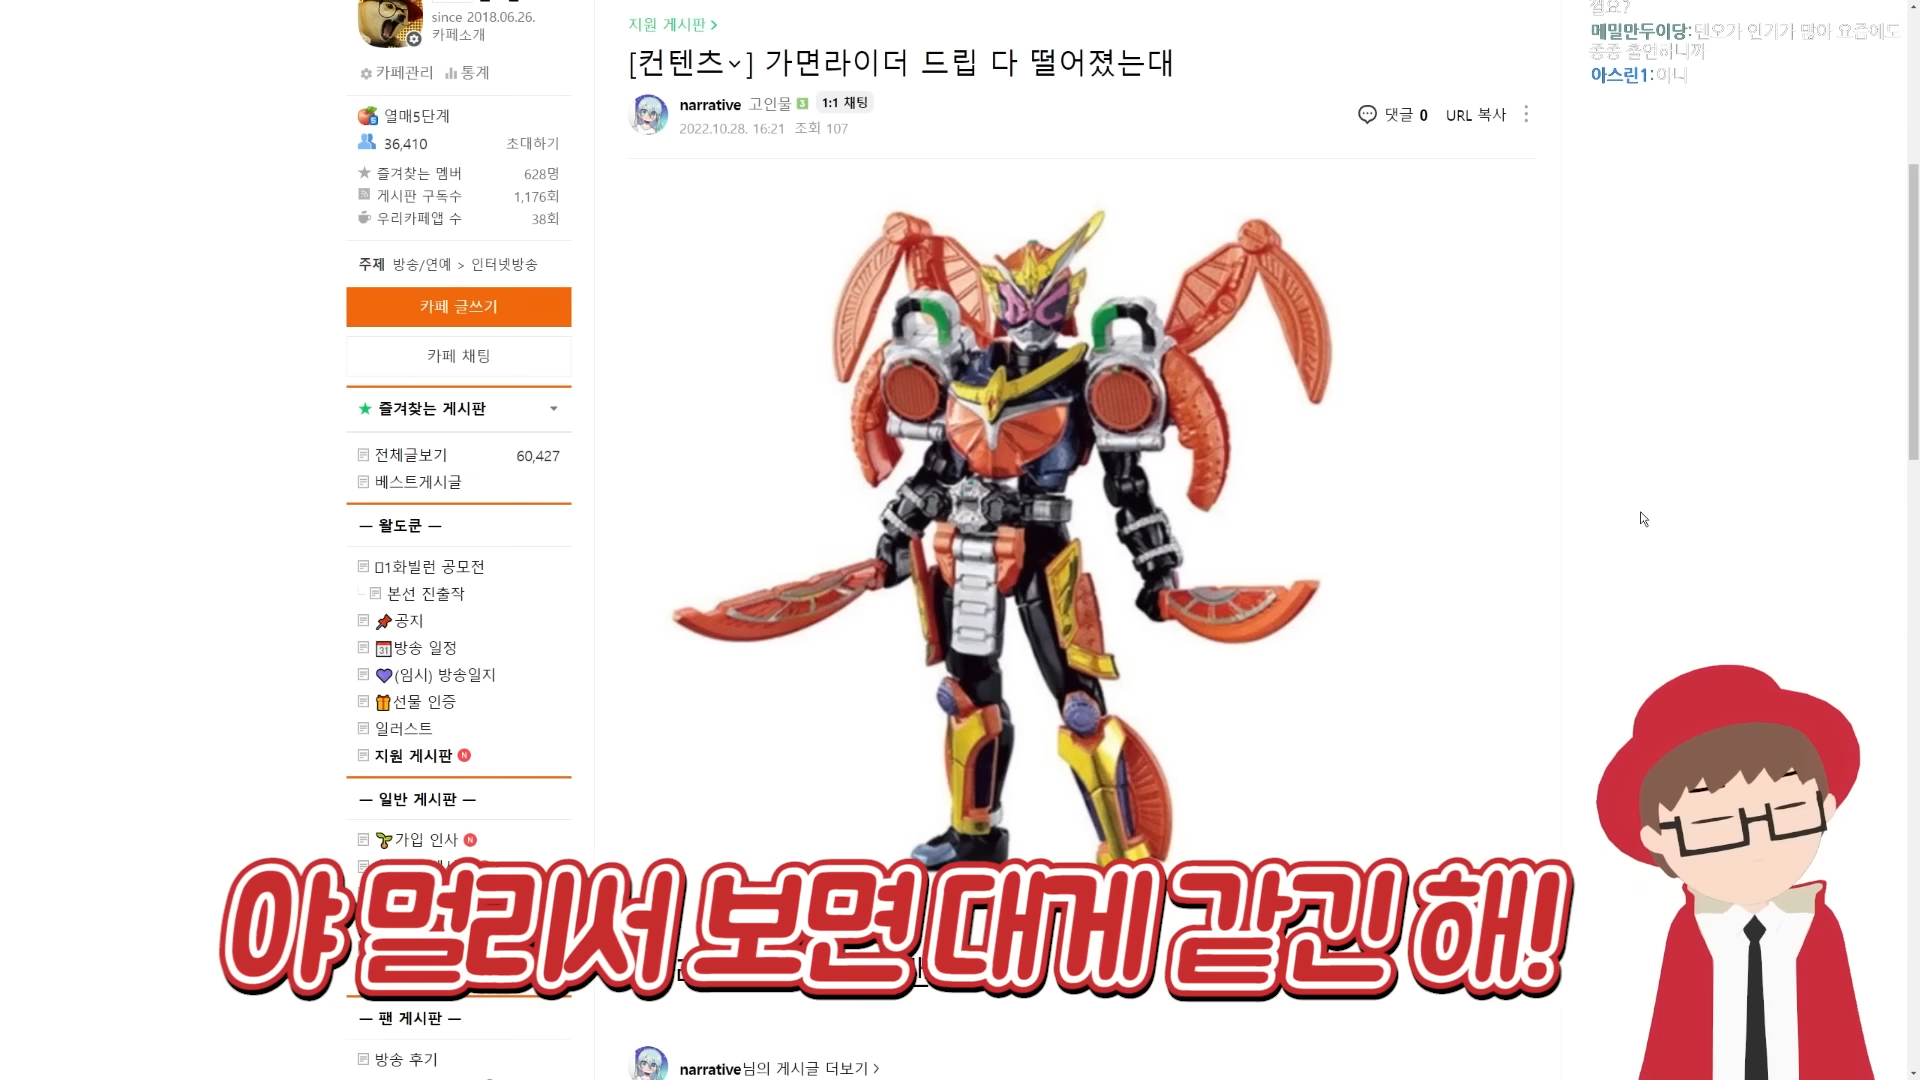 since 2018.06.26.
카페소개
카페관리 통계
열매5단계
36,410 초대하기
즐겨찾는 멤버 628명
게시판 구독수 1,176회
우리카페앱 수 38회
주제 방송/연예 > 인터넷방송
카페 글쓰기
카페 채팅
즐겨찾는 게시판
전체글보기 60,427
베스트게시글
— 왈도쿤 —
1화빌런 공모전
본선 진출작
공지
방송 일정
(임시) 방송일지
선물 인증
일러스트
지원 게시판 N
— 일반 게시판 —
가입 인사 N
— 팬 게시판 —
방송 후기
지원 게시판 >
[컨텐츠] 가면라이더 드립 다 떨어졌는대
narrative 고인물 3 1:1 채팅
2022.10.28. 16:21 조회 107
댓글 0 URL 복사
야 멀리서 보면 대게 같긴 해!
narrative님의 게시글 더보기 >
메밀만두이당: 덴오가 인기가 많아 요즘에도
종종 출연하니까
아스린1: 아니